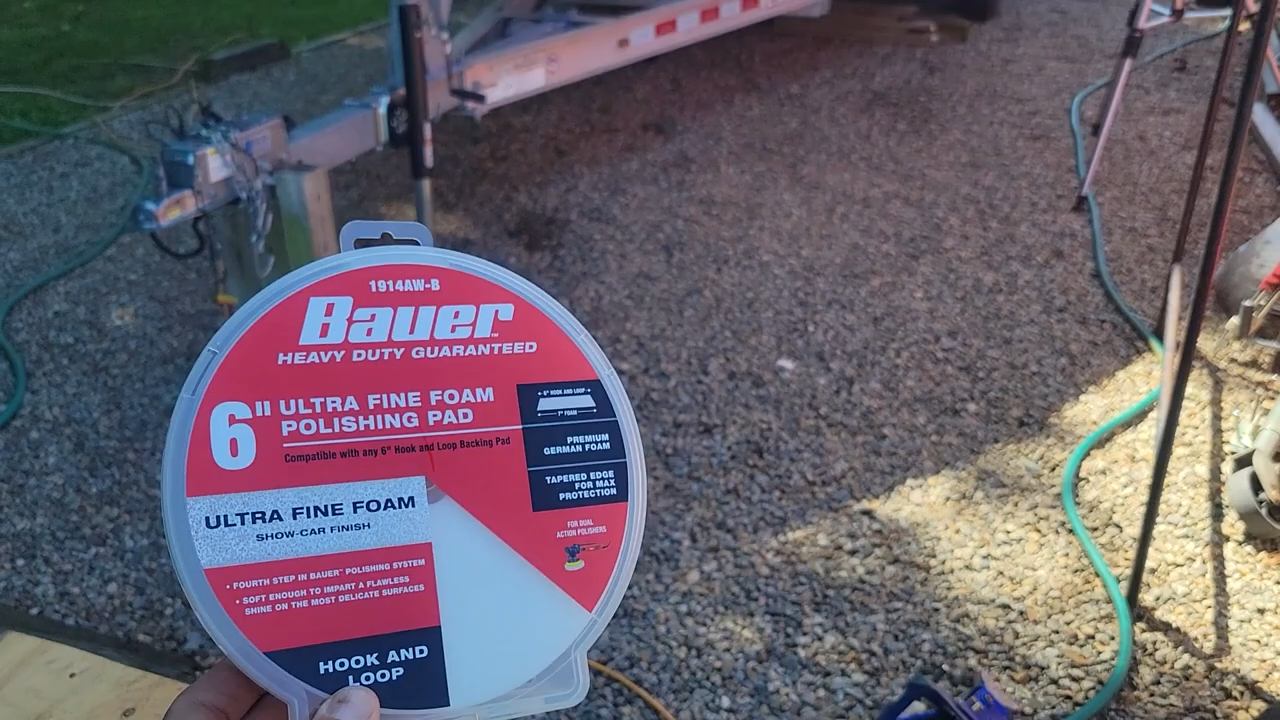 1914AW-B
Bauer™
HEAVY DUTY GUARANTEED
6" ULTRA FINE FOAM
POLISHING PAD
Compatible with any 6" Hook and Loop Backing Pad
6" HOOK AND LOOP
7" FOAM
PREMIUM
GERMAN FOAM
TAPERED EDGE
FOR MAX
PROTECTION
FOR DUAL
ACTION POLISHERS
ULTRA FINE FOAM
SHOW-CAR FINISH
• FOURTH STEP IN BAUER™ POLISHING SYSTEM
• SOFT ENOUGH TO IMPART A FLAWLESS
SHINE ON THE MOST DELICATE SURFACES
HOOK AND
LOOP